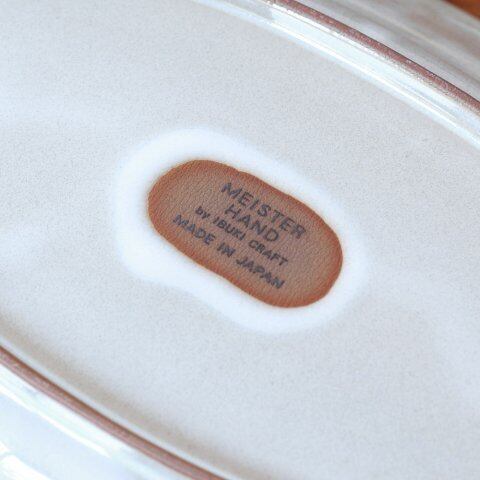 MEISTER
HAND
by IBUKI CRAFT
MADE IN JAPAN